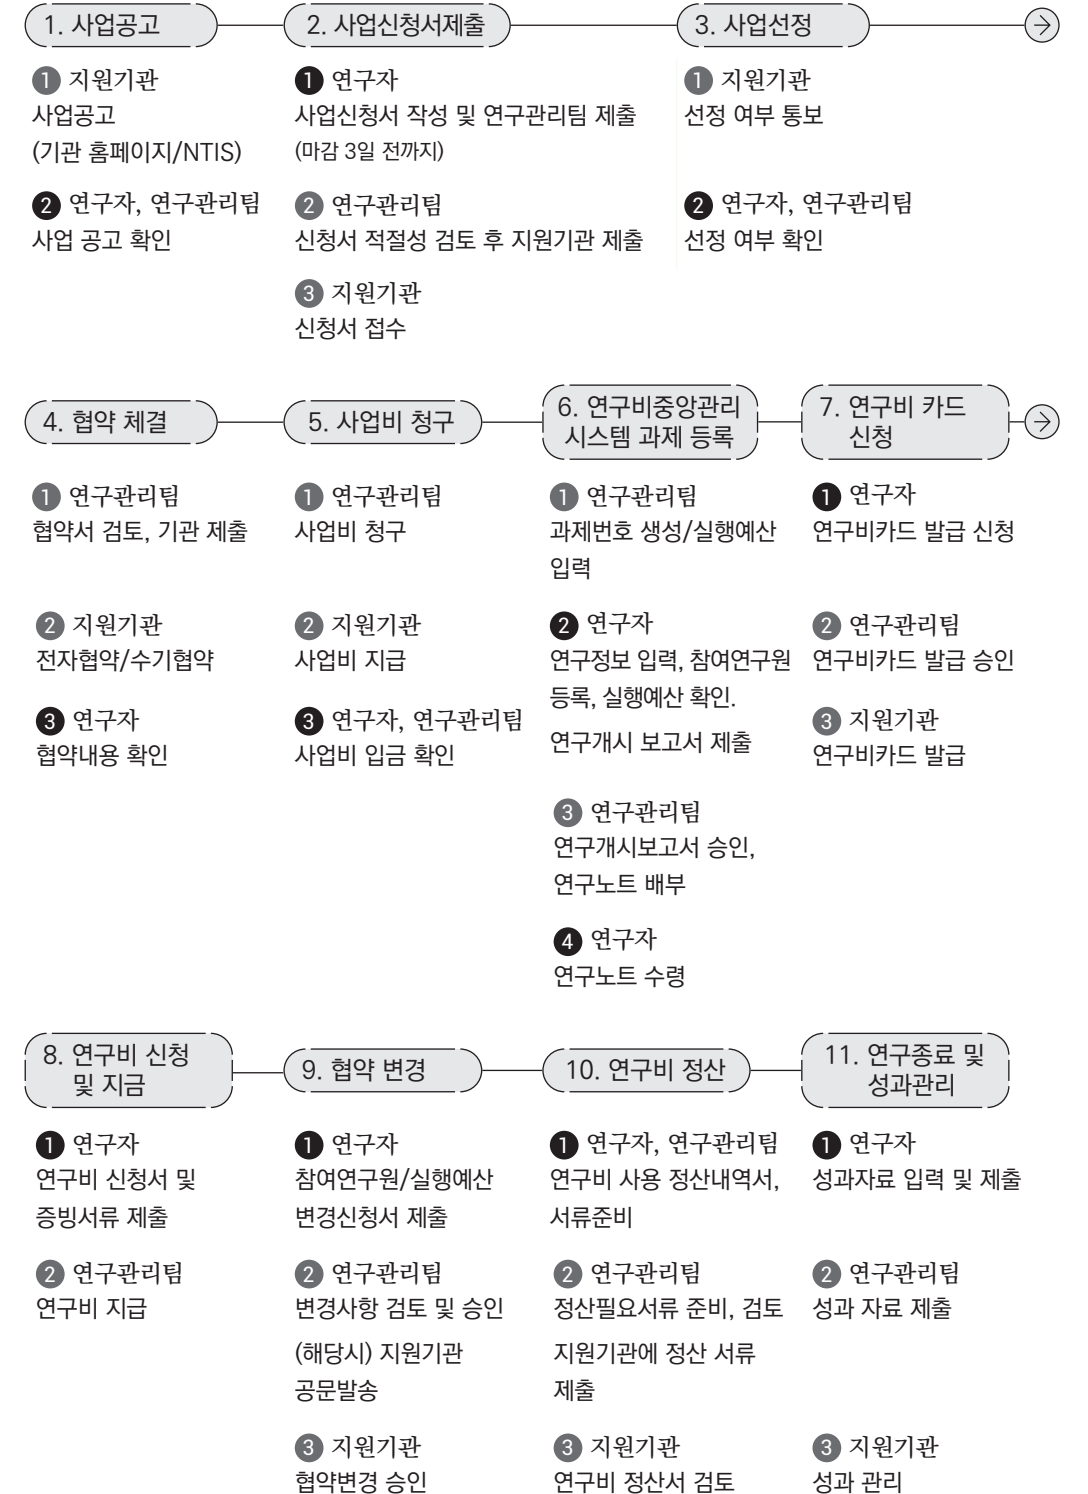 1. 사업공고
1 지원기관
사업공고
(기관 홈페이지/NTIS)
2 연구자, 연구관리팀
사업 공고 확인
2. 사업신청서제출
1 연구자
사업신청서 작성 및 연구관리팀 제출
(마감 3일 전까지)
2 연구관리팀
신청서 적절성 검토 후 지원기관 제출
3 지원기관
신청서 접수
3. 사업선정
1 지원기관
선정 여부 통보
2 연구자, 연구관리팀
선정 여부 확인
4. 협약 체결
1 연구관리팀
협약서 검토, 기관 제출
2 지원기관
전자협약/수기협약
3 연구자
협약내용 확인
5. 사업비 청구
1 연구관리팀
사업비 청구
2 지원기관
사업비 지급
3 연구자, 연구관리팀
사업비 입금 확인
6. 연구비중앙관리
시스템 과제 등록
1 연구관리팀
과제번호 생성/실행예산
입력
2 연구자
연구정보 입력, 참여연구원
등록, 실행예산 확인.
연구개시 보고서 제출
3 연구관리팀
연구개시보고서 승인,
연구노트 배부
4 연구자
연구노트 수령
7. 연구비 카드
신청
1 연구자
연구비카드 발급 신청
2 연구관리팀
연구비카드 발급 승인
3 지원기관
연구비카드 발급
8. 연구비 신청
및 지금
1 연구자
연구비 신청서 및
증빙서류 제출
2 연구관리팀
연구비 지급
9. 협약 변경
1 연구자
참여연구원/실행예산
변경신청서 제출
2 연구관리팀
변경사항 검토 및 승인
(해당시) 지원기관
공문발송
3 지원기관
협약변경 승인
10. 연구비 정산
1 연구자, 연구관리팀
연구비 사용 정산내역서,
서류준비
2 연구관리팀
정산필요서류 준비, 검토
지원기관에 정산 서류
제출
3 지원기관
연구비 정산서 검토
11. 연구종료 및
성과관리
1 연구자
성과자료 입력 및 제출
2 연구관리팀
성과 자료 제출
3 지원기관
성과 관리